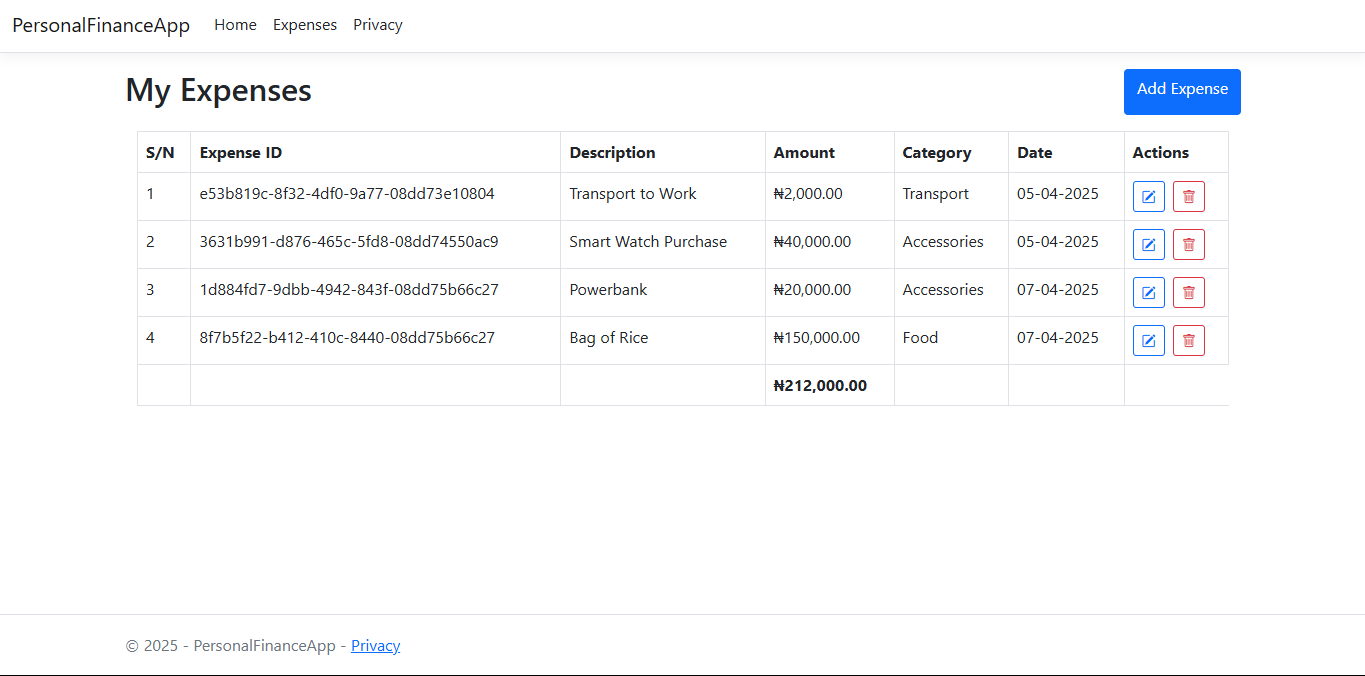 PersonalFinanceApp Home Expenses Privacy
My Expenses
Add Expense
S/N Expense ID Description Amount Category Date Actions
1 e53b819c-8f32-4df0-9a77-08dd73e10804 Transport to Work ₦2,000.00 Transport 05-04-2025
2 3631b991-d876-465c-5fd8-08dd74550ac9 Smart Watch Purchase ₦40,000.00 Accessories 05-04-2025
3 1d884fd7-9dbb-4942-843f-08dd75b66c27 Powerbank ₦20,000.00 Accessories 07-04-2025
4 8f7b5f22-b412-410c-8440-08dd75b66c27 Bag of Rice ₦150,000.00 Food 07-04-2025
₦212,000.00
© 2025 - PersonalFinanceApp - Privacy